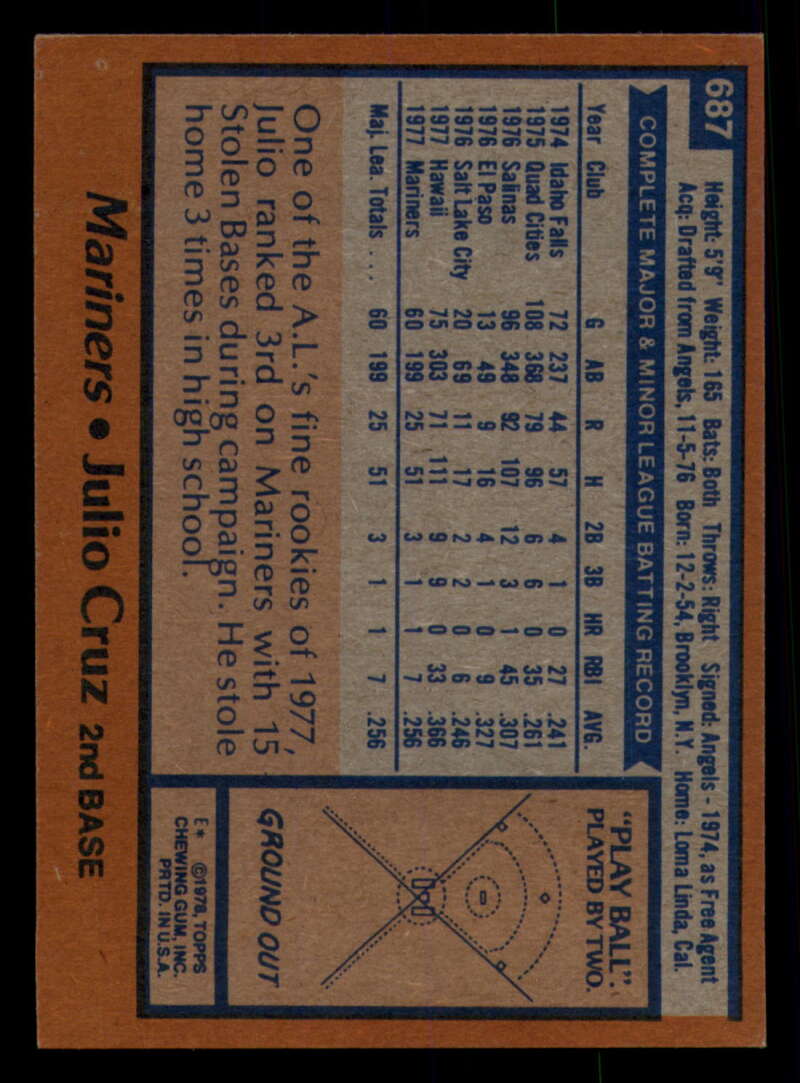 687
Height: 5'9" Weight: 165 Bats: Both Throws: Right Signed: Angels - 1974, as Free Agent
Acq: Drafted from Angels, 11-5-76 Born: 12-2-54, Brooklyn, N.Y. Home: Loma Linda, Cal.
COMPLETE MAJOR & MINOR LEAGUE BATTING RECORD
Year Club G AB R H 2B 3B HR RBI AVG.
1974 Idaho Falls 72 237 44 57 4 1 0 27 .241
1975 Quad Cities 108 368 79 96 6 6 0 35 .261
1976 Salinas 96 348 92 107 12 3 1 45 .307
1976 El Paso 13 49 9 16 4 1 0 9 .327
1976 Salt Lake City 20 69 11 17 2 2 0 6 .246
1977 Hawaii 75 303 71 111 9 9 0 33 .366
1977 Mariners 60 199 25 51 3 1 1 7 .256
Maj. Lea. Totals .... 60 199 25 51 3 1 1 7 .256
One of the A.L.'s fine rookies of 1977,
Julio ranked 3rd on Mariners with 15
Stolen Bases during campaign. He stole
home 3 times in high school.
"PLAY BALL".
PLAYED BY TWO.
GROUND OUT
E* ©1978, TOPPS
CHEWING GUM, INC.
PRTD. IN U.S.A.
Mariners • Julio Cruz 2nd BASE